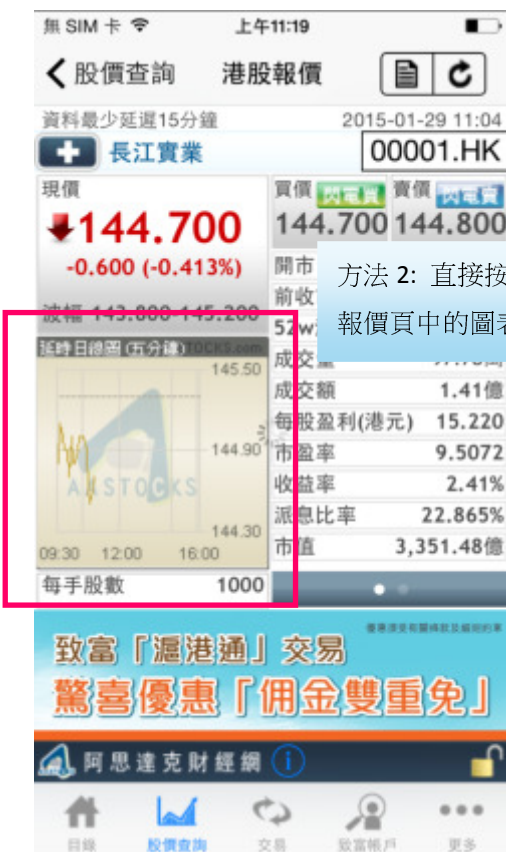 無 SIM 卡 上午11:19
股價查詢 港股報價
資料最少延遲15分鐘 2015-01-29 11:04
長江實業 00001.HK
現價 買價 閃電買 賣價 閃電賣
144.700 144.700 144.800
-0.600 (-0.413%) 開市
方法 2: 直接按
前收
報價頁中的圖表
波幅 143.800-145.200
52w
延時日線圖 (五分鐘)
成交量
145.50
成交額 1.41億
每股盈利(港元) 15.220
144.90 市盈率 9.5072
AASTOCKS
收益率 2.41%
派息比率 22.865%
144.30
09:30 12:00 16:00
市值 3,351.48億
每手股數 1000
致富「滬港通」交易
驚喜優惠「佣金雙重免」
阿思達克財經網
目錄 股價查詢 交易 致富帳戶 更多